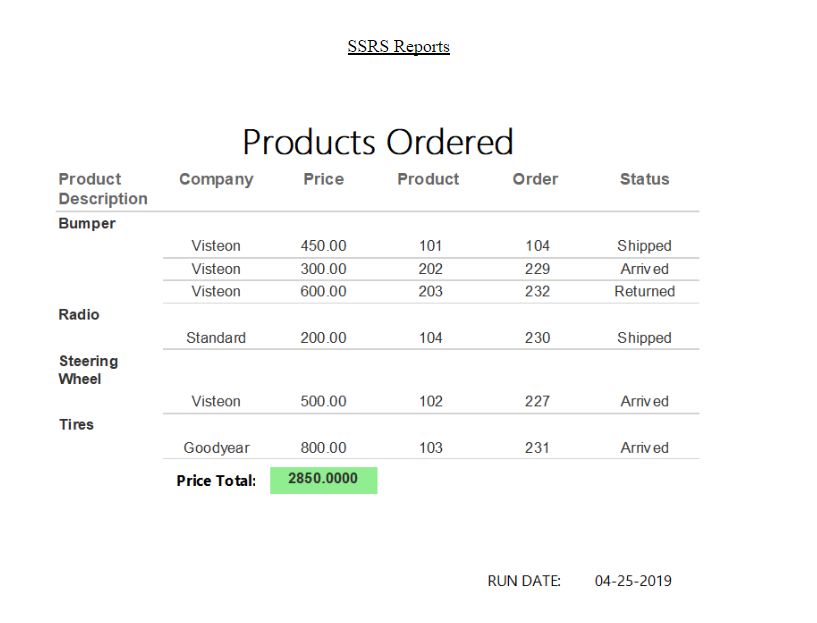 SSRS Reports
Products Ordered
Product Description Company Price Product Order Status
Bumper
Visteon 450.00 101 104 Shipped
Visteon 300.00 202 229 Arrived
Visteon 600.00 203 232 Returned
Radio
Standard 200.00 104 230 Shipped
Steering
Wheel
Visteon 500.00 102 227 Arrived
Tires
Goodyear 800.00 103 231 Arrived
Price Total: 2850.0000
RUN DATE: 04-25-2019